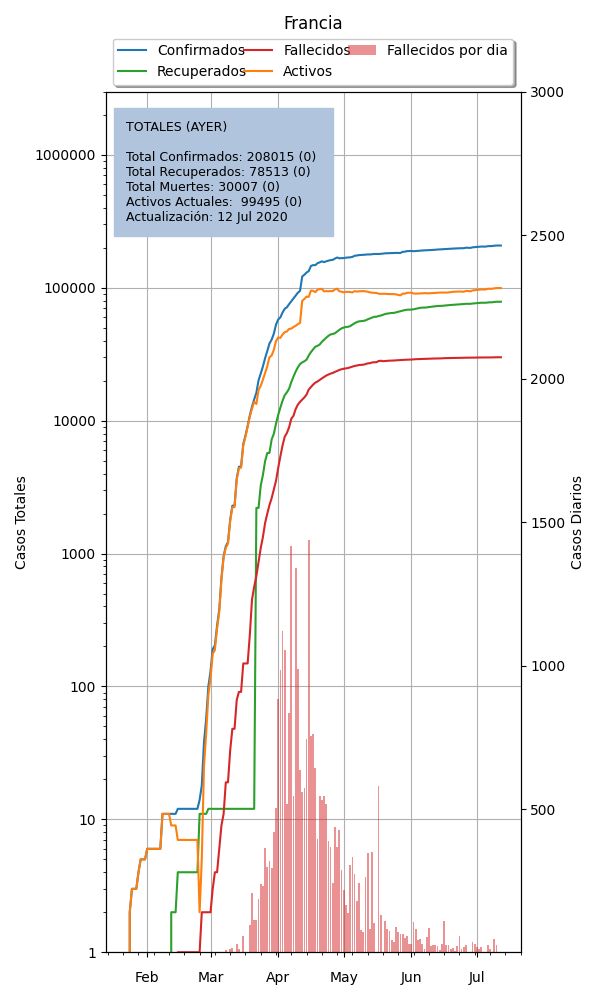 Francia
Confirmados Fallecidos Fallecidos por dia
Recuperados Activos
TOTALES (AYER)
Total Confirmados: 208015 (0)
Total Recuperados: 78513 (0)
Total Muertes: 30007 (0)
Activos Actuales:  99495 (0)
Actualización: 12 Jul 2020
1000000
100000
10000
1000
100
10
1
Casos Totales
3000
2500
2000
1500
1000
500
Casos Diarios
Feb Mar Apr May Jun Jul